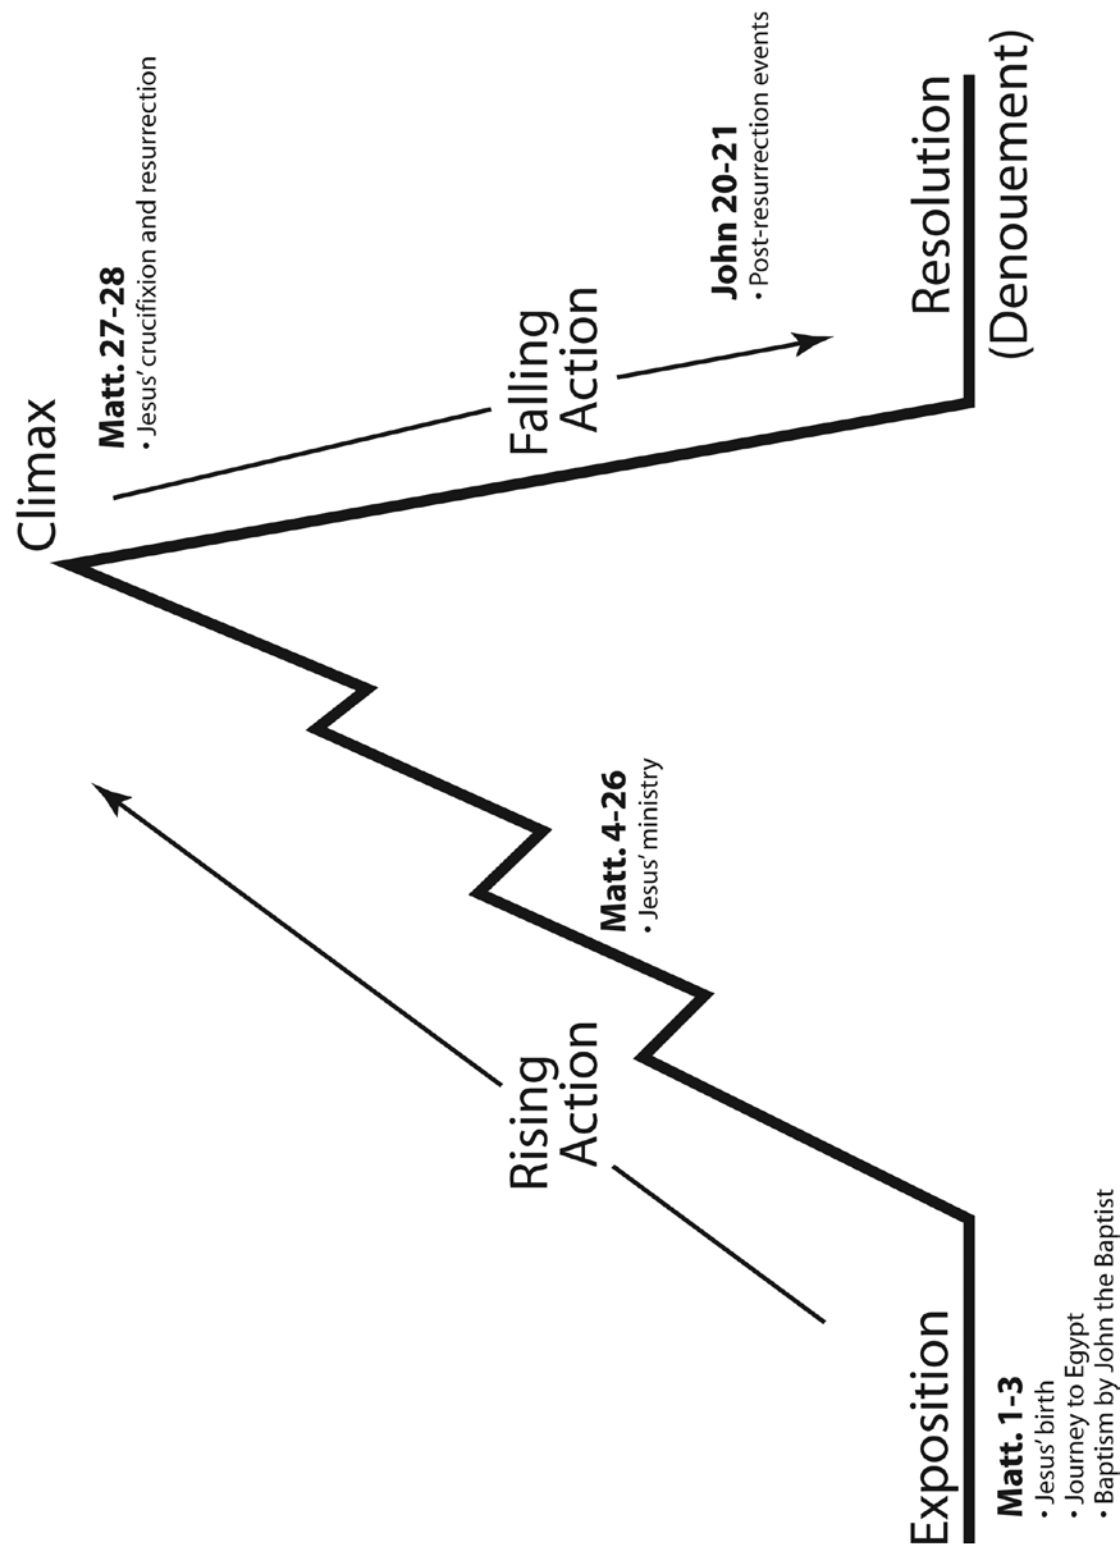 Climax
Matt. 27-28
• Jesus' crucifixion and resurrection
Rising
Action
Falling
Action
Matt. 4-26
• Jesus' ministry
John 20-21
• Post-resurrection events
Exposition
Resolution
(Denouement)
Matt. 1-3
• Jesus' birth
• Journey to Egypt
• Baptism by John the Baptist